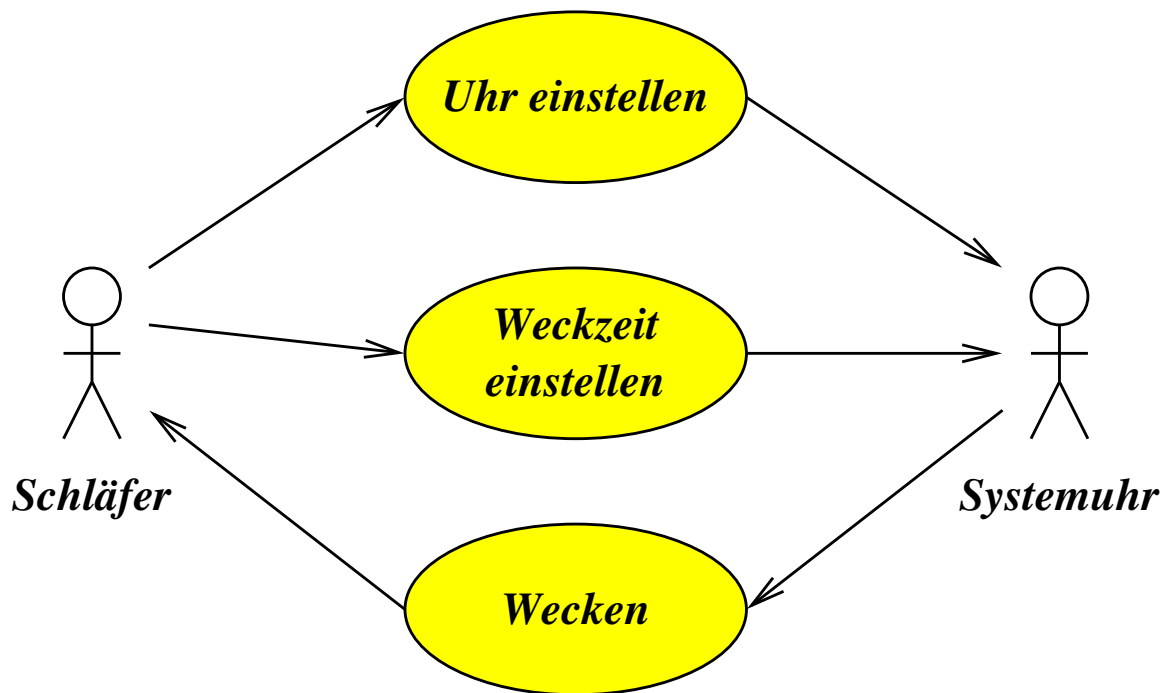 Uhr einstellen
Weckzeit
einstellen
Schläfer
Systemuhr
Wecken